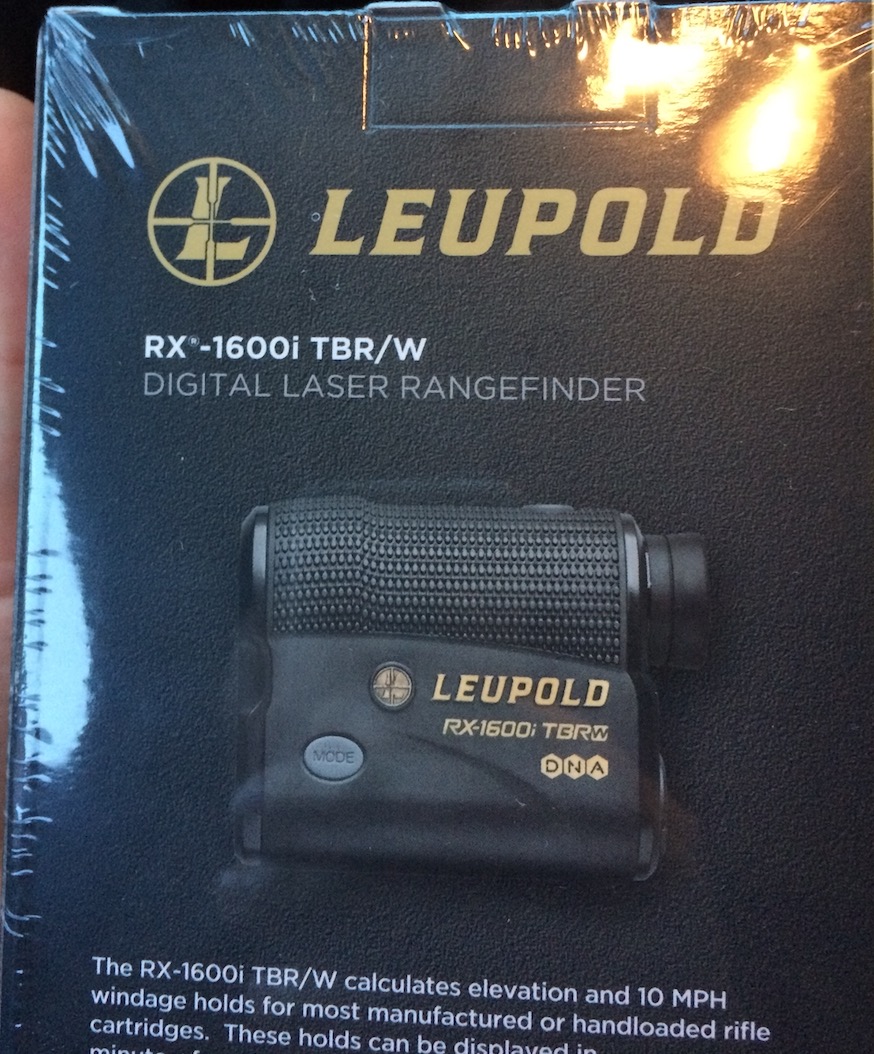 LEUPOLD
RX®-1600i TBR/W
DIGITAL LASER RANGEFINDER
LEUPOLD
RX-1600i TBRW
MODE
DNA
The RX-1600i TBR/W calculates elevation and 10 MPH
windage holds for most manufactured or handloaded rifle
cartridges. These holds can be displayed in